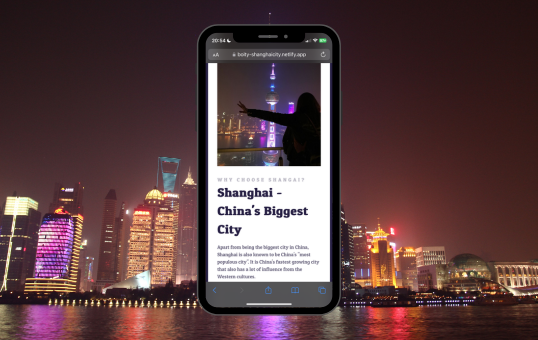 20:54
AA boity-shanghaicity.netlify.app
WHY CHOOSE SHANGAI?
Shanghai -
China's Biggest
City
Apart from being the biggest city in China,
Shanghai is also known to be China's "most
populous city". It is China's fastest growing city
that also has a lot of influence from the
Western cultures.